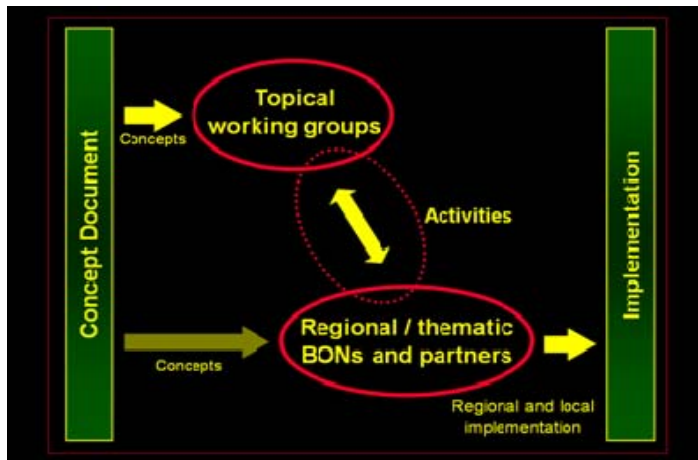 Concept Document
Concepts
Topical
working groups
Activities
Concepts
Regional / thematic
BONs and partners
Regional and local
implementation
Implementation